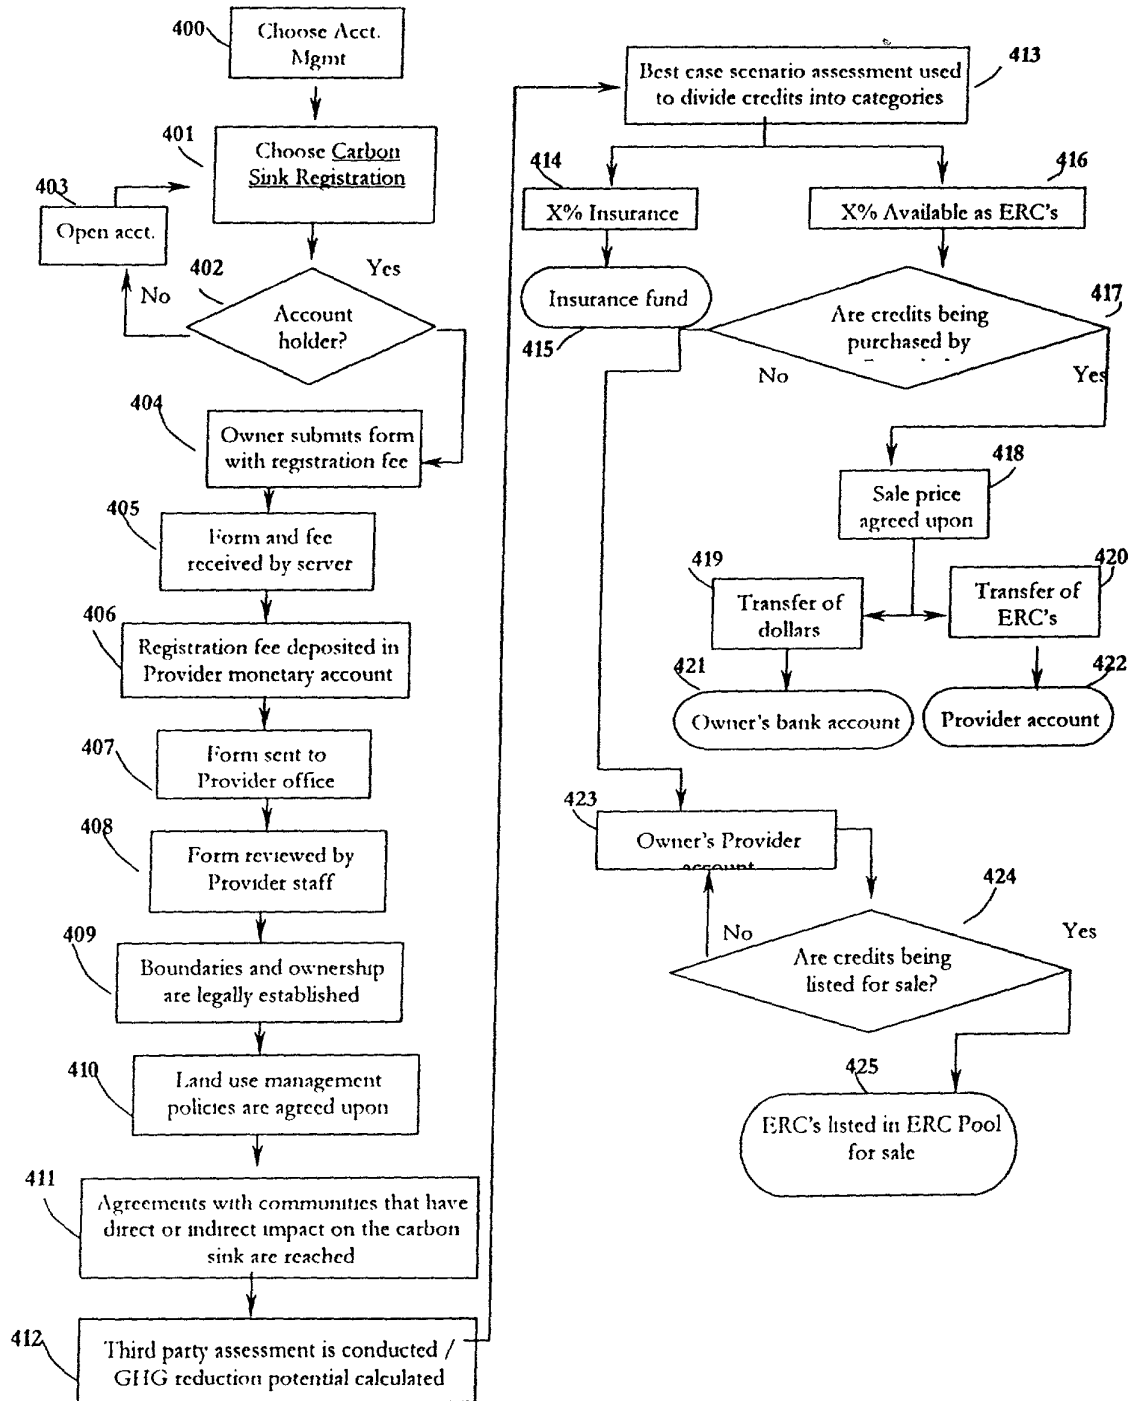 400
Choose Acct.
Mgmt
401
Choose Carbon
Sink Registration
403
Open acct.
402
Yes
No
Account
holder?
404
Owner submits form
with registration fee
405
Form and fee
received by server
406
Registration fee deposited in
Provider monetary account
407
Form sent to
Provider office
408
Form reviewed by
Provider staff
409
Boundaries and ownership
are legally established
410
Land use management
policies are agreed upon
411
Agreements with communities that have
direct or indirect impact on the carbon
sink are reached
412
Third party assessment is conducted /
GHG reduction potential calculated
413
Best case scenario assessment used
to divide credits into categories
414
X% Insurance
416
X% Available as ERC's
Insurance fund
415
417
Are credits being
purchased by
No
Yes
418
Sale price
agreed upon
419
Transfer of
dollars
420
Transfer of
ERC's
421
Owner's bank account
422
Provider account
423
Owner's Provider
account
424
No
Yes
Are credits being
listed for sale?
425
ERC's listed in ERC Pool
for sale